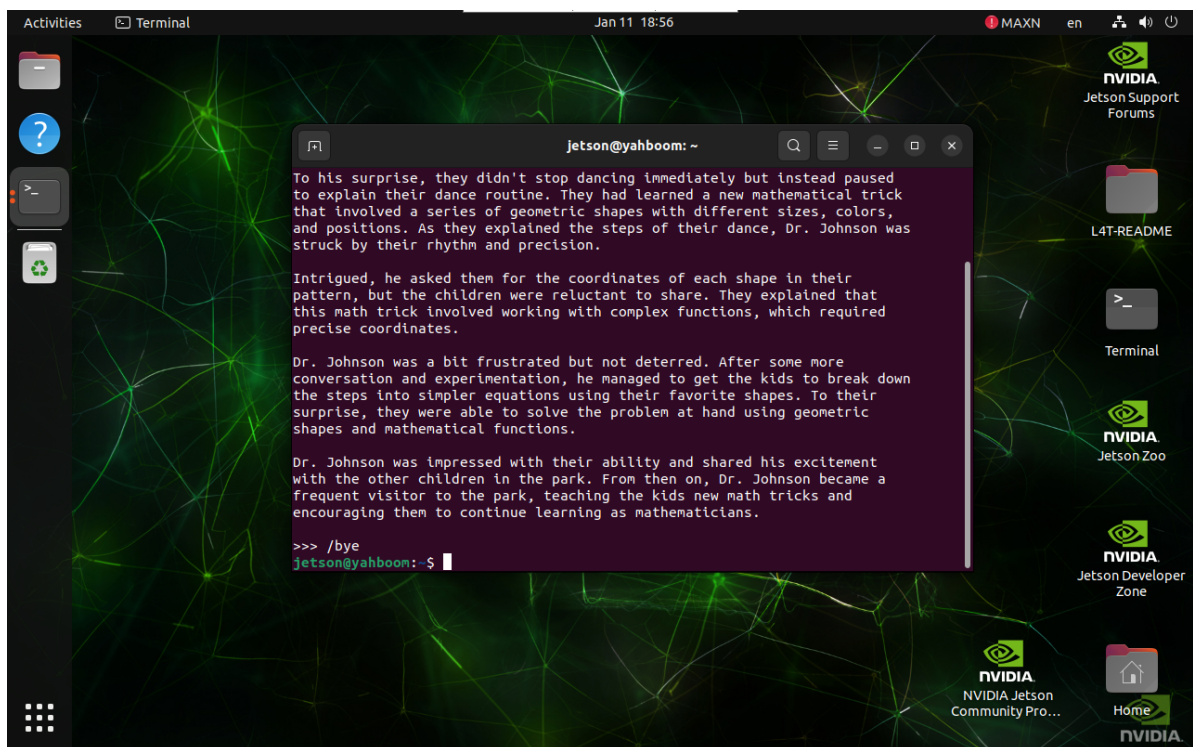 Activities
Terminal
Jan 11 18:56
MAXN
en
NVIDIA.
Jetson Support
Forums
jetson@yahboom: ~
To his surprise, they didn't stop dancing immediately but instead paused
to explain their dance routine. They had learned a new mathematical trick
that involved a series of geometric shapes with different sizes, colors,
and positions. As they explained the steps of their dance, Dr. Johnson was
struck by their rhythm and precision.
Intrigued, he asked them for the coordinates of each shape in their
pattern, but the children were reluctant to share. They explained that
this math trick involved working with complex functions, which required
precise coordinates.
Dr. Johnson was a bit frustrated but not deterred. After some more
conversation and experimentation, he managed to get the kids to break down
the steps into simpler equations using their favorite shapes. To their
surprise, they were able to solve the problem at hand using geometric
shapes and mathematical functions.
Dr. Johnson was impressed with their ability and shared his excitement
with the other children in the park. From then on, Dr. Johnson became a
frequent visitor to the park, teaching the kids new math tricks and
encouraging them to continue learning as mathematicians.
>>> /bye
jetson@yahboom:~$
L4T-README
>_
Terminal
NVIDIA.
Jetson Zoo
NVIDIA.
Jetson Developer
Zone
NVIDIA.
NVIDIA Jetson
Community Pro...
Home
NVIDIA.